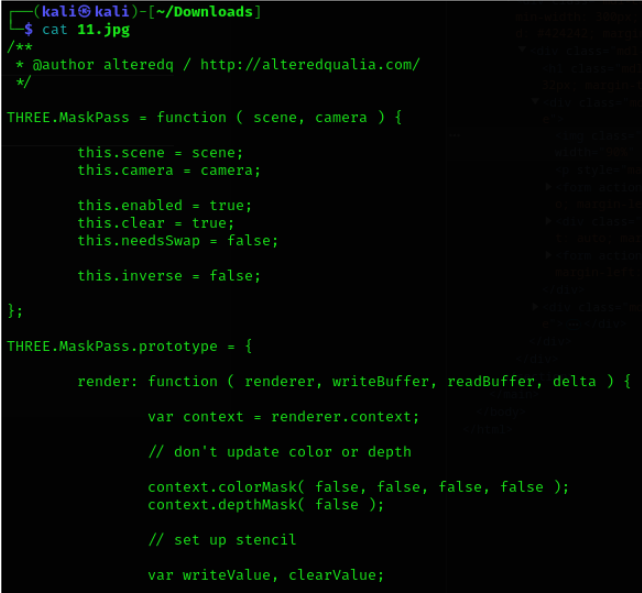 ┌──(kali㉿kali)-[~/Downloads]
└─$ cat 11.jpg
/**
 * @author alteredq / http://alteredqualia.com/
 */

THREE.MaskPass = function ( scene, camera ) {

        this.scene = scene;
        this.camera = camera;

        this.enabled = true;
        this.clear = true;
        this.needsSwap = false;

        this.inverse = false;

};

THREE.MaskPass.prototype = {

        render: function ( renderer, writeBuffer, readBuffer, delta ) {

                var context = renderer.context;

                // don't update color or depth

                context.colorMask( false, false, false, false );
                context.depthMask( false );

                // set up stencil

                var writeValue, clearValue;